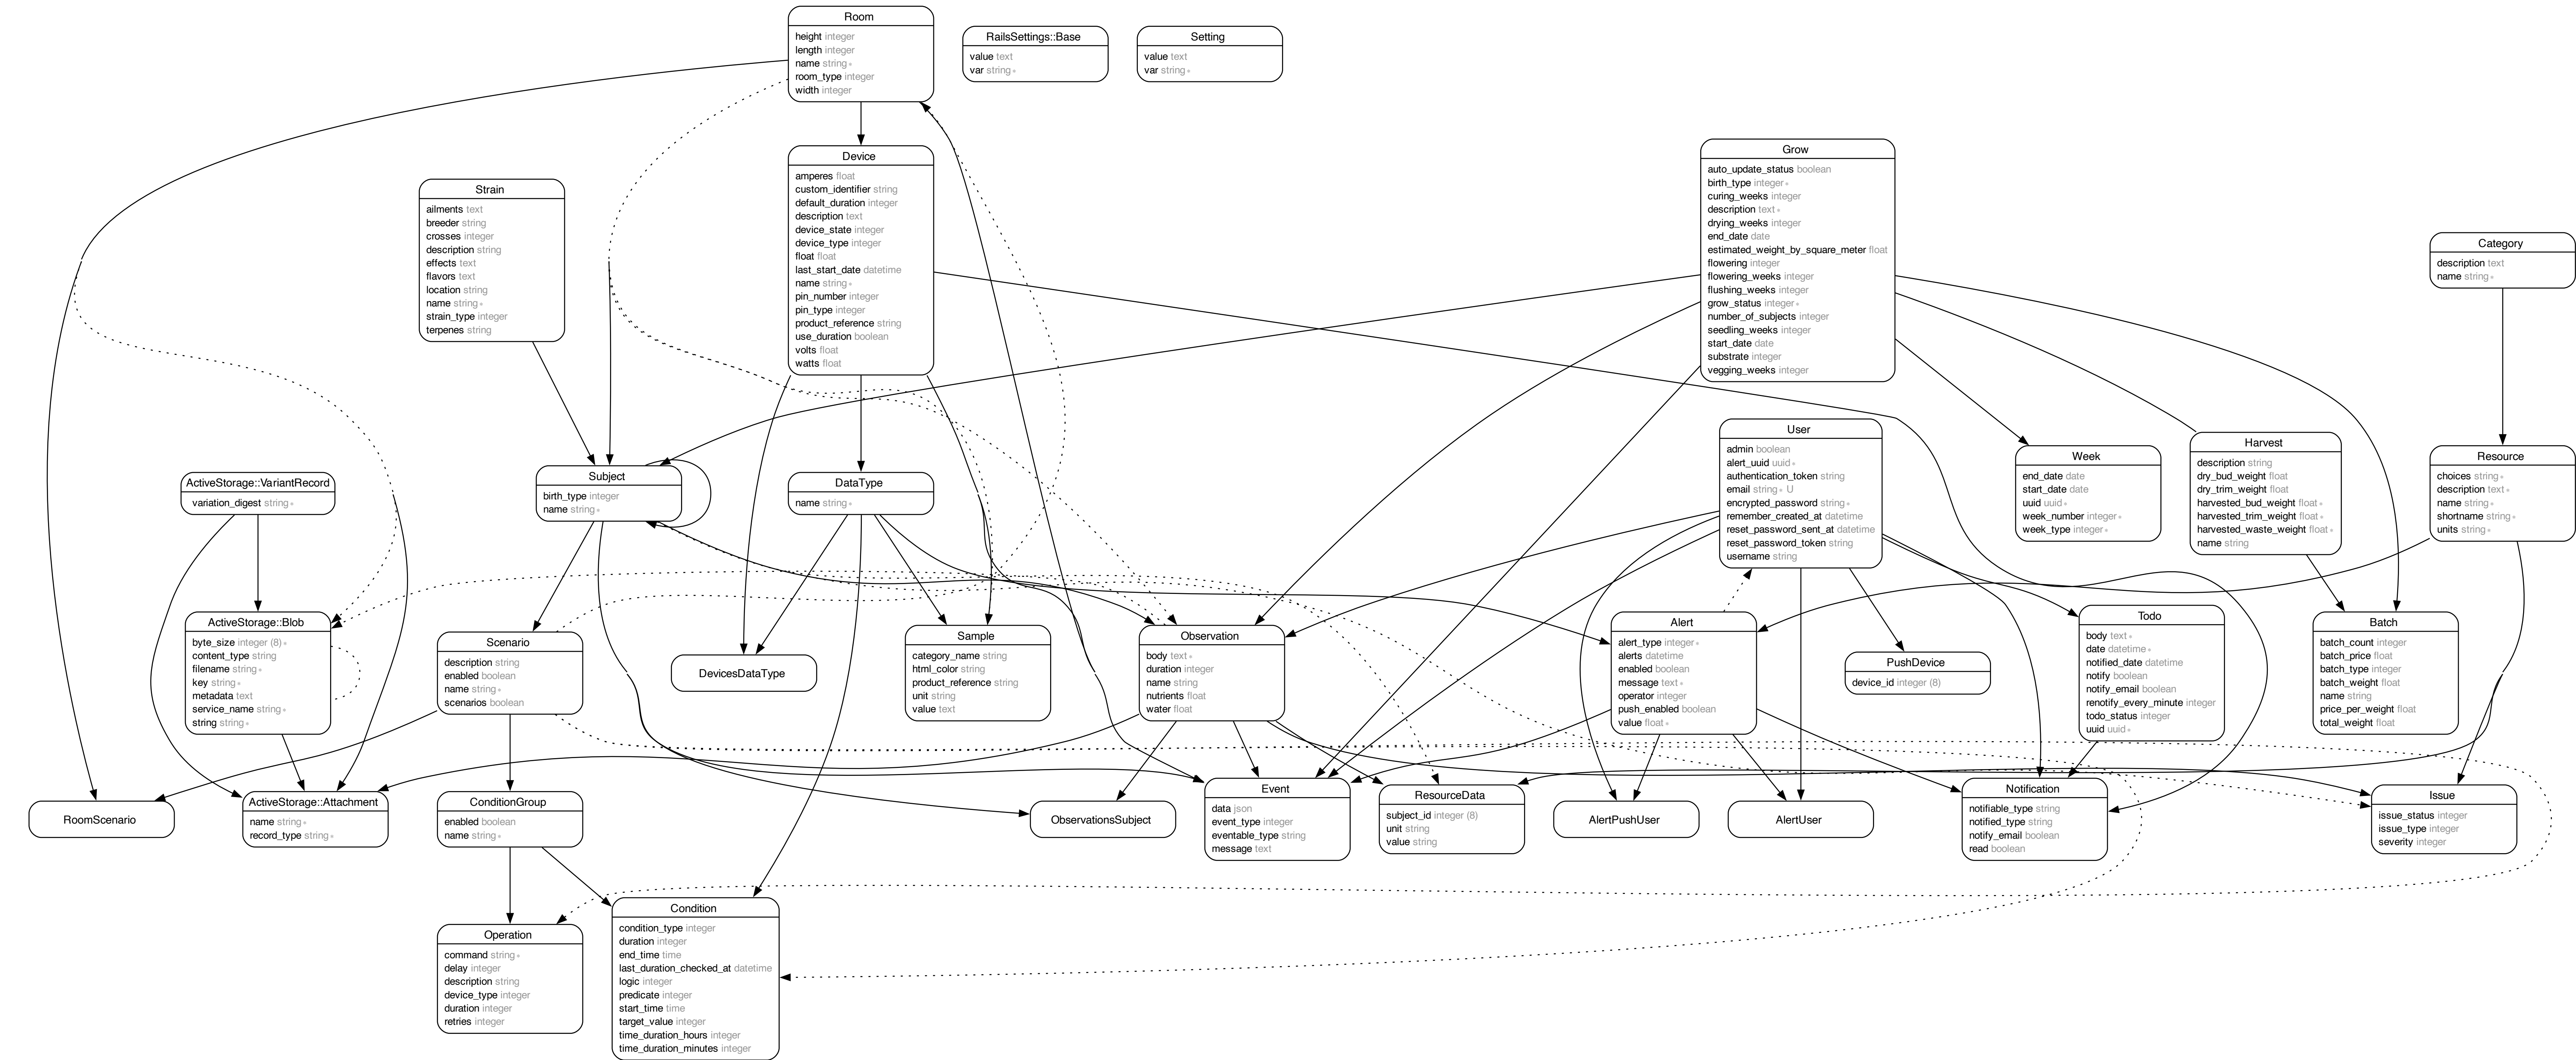 Room
height integer
length integer
name string *
room_type integer
width integer
RailsSettings::Base
value text
var string *
Setting
value text
var string *
Device
amperes float
custom_identifier string
default_duration integer
description text
device_state integer
device_type integer
float float
last_start_date datetime
name string *
pin_number integer
pin_type integer
product_reference string
use_duration boolean
volts float
watts float
Grow
auto_update_status boolean
birth_type integer *
curing_weeks integer
description text *
drying_weeks integer
end_date date
estimated_weight_by_square_meter float
flowering integer
flowering_weeks integer
flushing_weeks integer
grow_status integer *
number_of_subjects integer
seedling_weeks integer
start_date date
substrate integer
vegging_weeks integer
Strain
ailments text
breeder string
crosses integer
description string
effects text
flavors text
location string
name string *
strain_type integer
terpenes string
Category
description text
name string *
User
admin boolean
alert_uuid uuid *
authentication_token string
email string * U
encrypted_password string *
remember_created_at datetime
reset_password_sent_at datetime
reset_password_token string
username string
Week
end_date date
start_date date
uuid uuid *
week_number integer *
week_type integer *
Harvest
description string
dry_bud_weight float
dry_trim_weight float
harvested_bud_weight float *
harvested_trim_weight float *
harvested_waste_weight float *
name string
Resource
choices string *
description text *
name string *
shortname string *
units string *
ActiveStorage::VariantRecord
variation_digest string *
Subject
birth_type integer
name string *
DataType
name string *
ActiveStorage::Blob
byte_size integer (8) *
content_type string
filename string *
key string *
metadata text
service_name string *
string string *
Scenario
description string
enabled boolean
name string *
scenarios boolean
DevicesDataType
Sample
category_name string
html_color string
product_reference string
unit string
value text
Observation
body text *
duration integer
name string
nutrients float
water float
Alert
alert_type integer *
alerts datetime
enabled boolean
message text *
operator integer
push_enabled boolean
value float *
PushDevice
device_id integer (8)
Todo
body text *
date datetime *
notified_date datetime
notify boolean
notify_email boolean
renotify_every_minute integer
todo_status integer
uuid uuid *
Batch
batch_count integer
batch_price float
batch_type integer
batch_weight float
name string
price_per_weight float
total_weight float
RoomScenario
ActiveStorage::Attachment
name string *
record_type string *
ConditionGroup
enabled boolean
name string *
ObservationsSubject
Event
data json
event_type integer
eventable_type string
message text
ResourceData
subject_id integer (8)
unit string
value string
AlertPushUser
AlertUser
Notification
notifiable_type string
notified_type string
notify_email boolean
read boolean
Issue
issue_status integer
issue_type integer
severity integer
Operation
command string *
delay integer
description string
device_type integer
duration integer
retries integer
Condition
condition_type integer
duration integer
end_time time
last_duration_checked_at datetime
logic integer
predicate integer
start_time time
target_value integer
time_duration_hours integer
time_duration_minutes integer